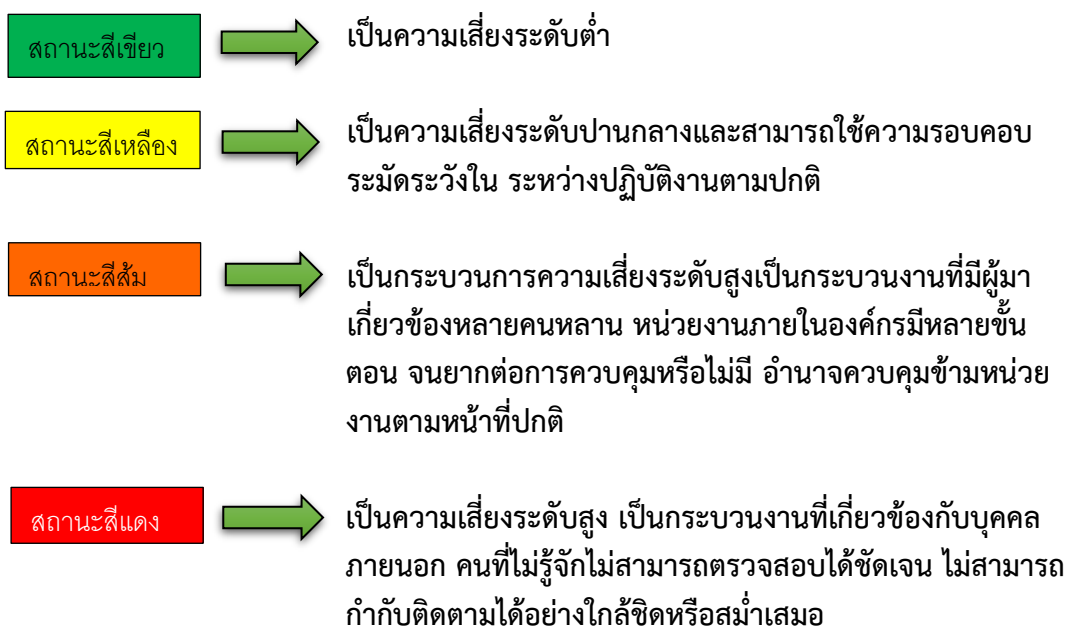 สถานะสีเขียว
เป็นความเสี่ยงระดับต่ำ
สถานะสีเหลือง
เป็นความเสี่ยงระดับปานกลางและสามารถใช้ความรอบคอบ
ระมัดระวังใน ระหว่างปฏิบัติงานตามปกติ
สถานะสีส้ม
เป็นกระบวนการความเสี่ยงระดับสูงเป็นกระบวนงานที่มีผู้มา
เกี่ยวข้องหลายคนหลาน หน่วยงานภายในองค์กรมีหลายขั้น
ตอน จนยากต่อการควบคุมหรือไม่มี อำนาจควบคุมข้ามหน่วย
งานตามหน้าที่ปกติ
สถานะสีแดง
เป็นความเสี่ยงระดับสูง เป็นกระบวนงานที่เกี่ยวข้องกับบุคคล
ภายนอก คนที่ไม่รู้จักไม่สามารถตรวจสอบได้ชัดเจน ไม่สามารถ
กำกับติดตามได้อย่างใกล้ชิดหรือสม่ำเสมอ